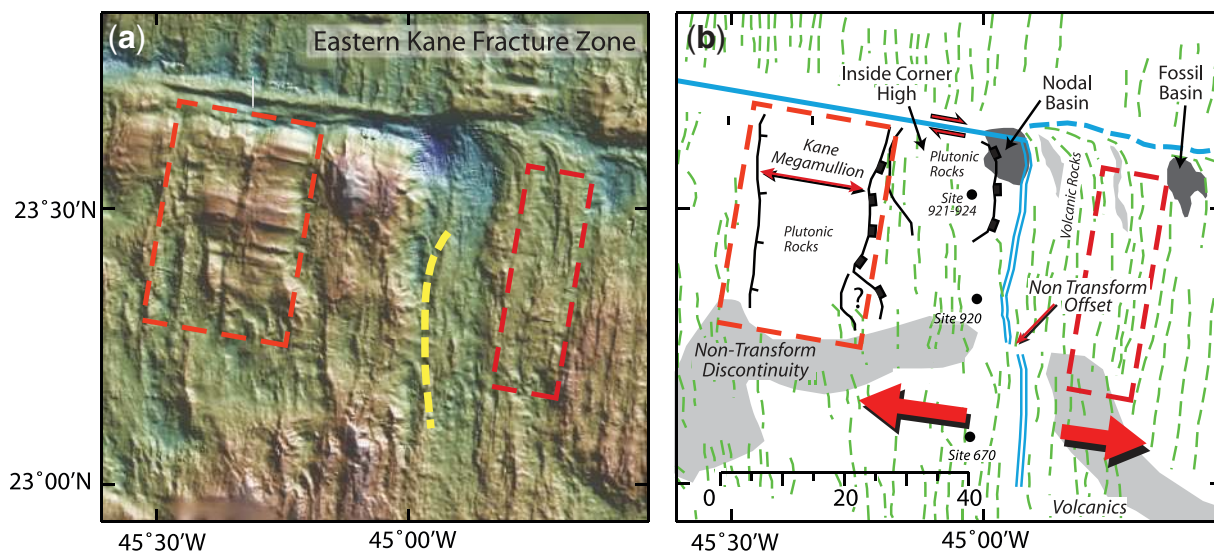 (a)
Eastern Kane Fracture Zone
23˚30'N
23˚00'N
45˚30'W
45˚00'W
(b)
Inside Corner
High
Nodal
Basin
Fossil
Basin
Kane
Megamullion
Plutonic
Rocks
Site
921-924
Volcanic Rocks
Plutonic
Rocks
?
Site 920
Non Transform
Offset
Non-Transform
Discontinuity
Site 670
0
20
40
Volcanics
45˚30'W
45˚00'W